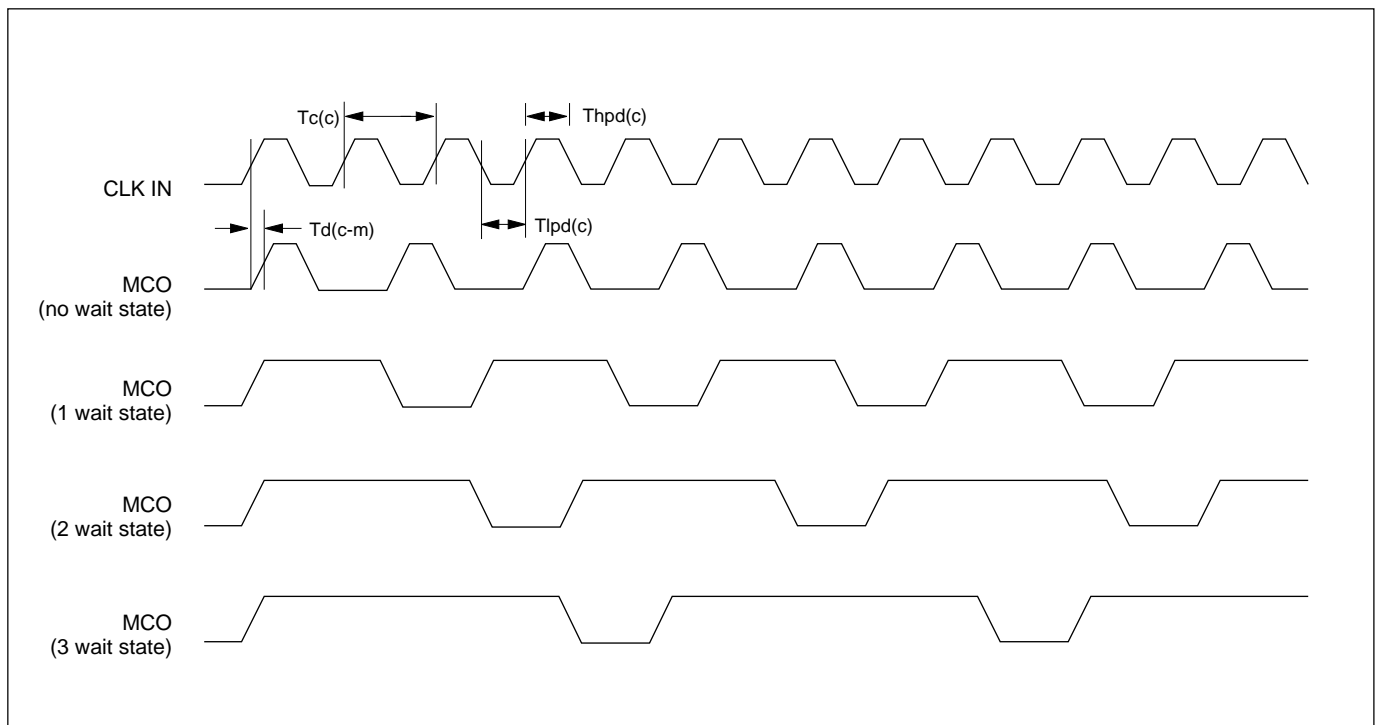 Tc(c)
Thpd(c)
CLK IN
Td(c-m)
Tlpd(c)
MCO
(no wait state)
MCO
(1 wait state)
MCO
(2 wait state)
MCO
(3 wait state)